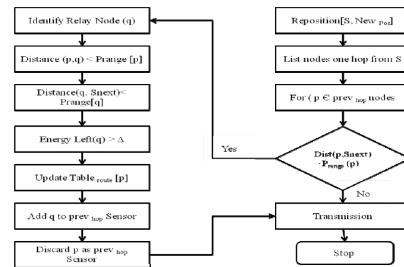 Identify Relay Node (q)
Distance (p,q) < Prange [p]
Distance(q, Snext)<
Prange[q]
Energy Left(q) > Δ
Update Table route [p]
Add q to prev hop Sensor
Discard p as prev hop
Sensor
Reposition[S, New Pos]
List nodes one hop from S
For ( p ∈ prev hop nodes
Yes
Dist(p,Snext)
Prange (p)
No
Transmission
Stop